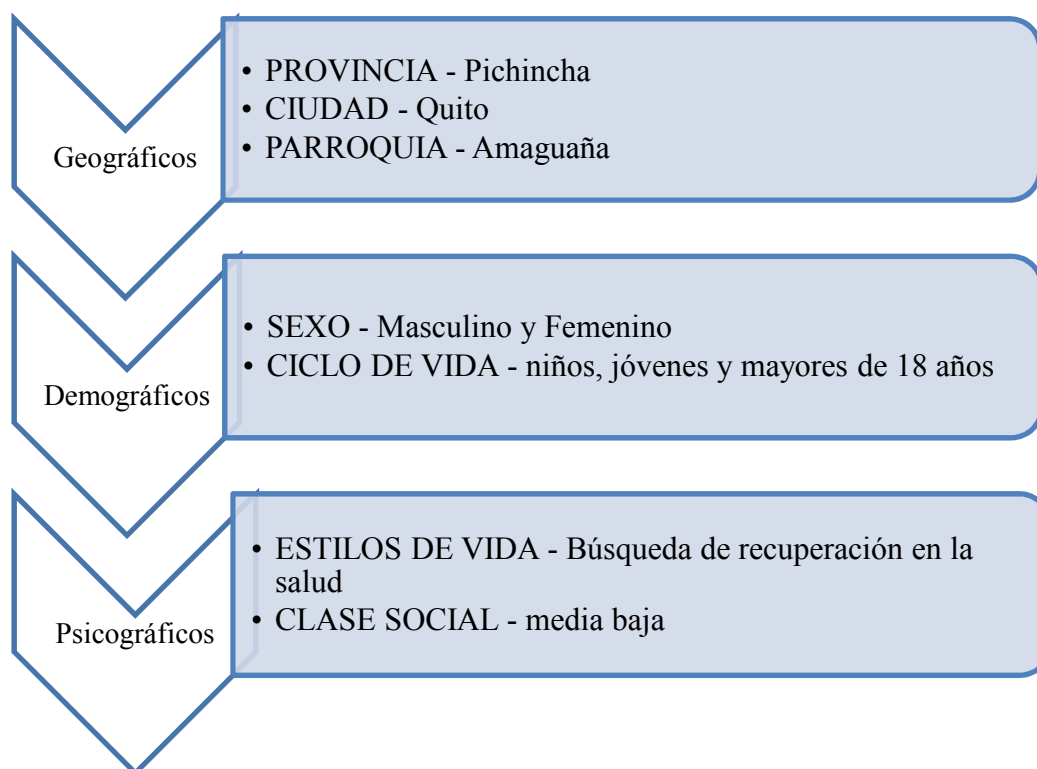 Geográficos
• PROVINCIA - Pichincha
• CIUDAD - Quito
• PARROQUIA - Amaguaña
Demográficos
• SEXO - Masculino y Femenino
• CICLO DE VIDA - niños, jóvenes y mayores de 18 años
Psicográficos
• ESTILOS DE VIDA - Búsqueda de recuperación en la
salud
• CLASE SOCIAL - media baja